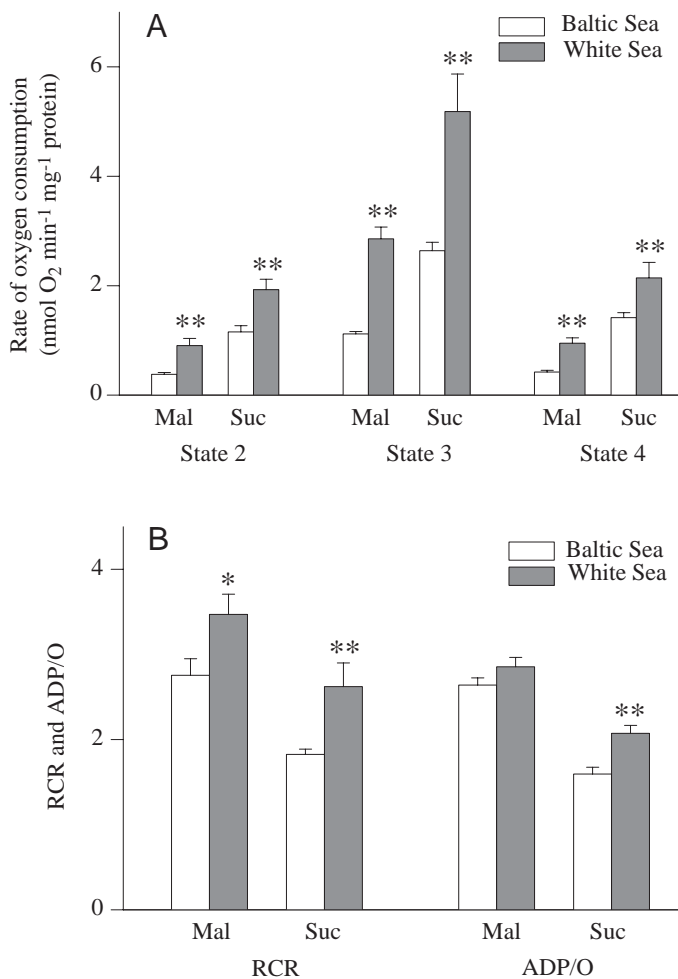 A
Baltic Sea
White Sea
Rate of oxygen consumption
(nmol O2 min-1 mg-1 protein)
6
4
2
0
**
**
**
**
**
**
Mal Suc Mal Suc Mal Suc
State 2 State 3 State 4
B
Baltic Sea
White Sea
RCR and ADP/O
4
2
0
*
**
**
Mal Suc Mal Suc
RCR ADP/O